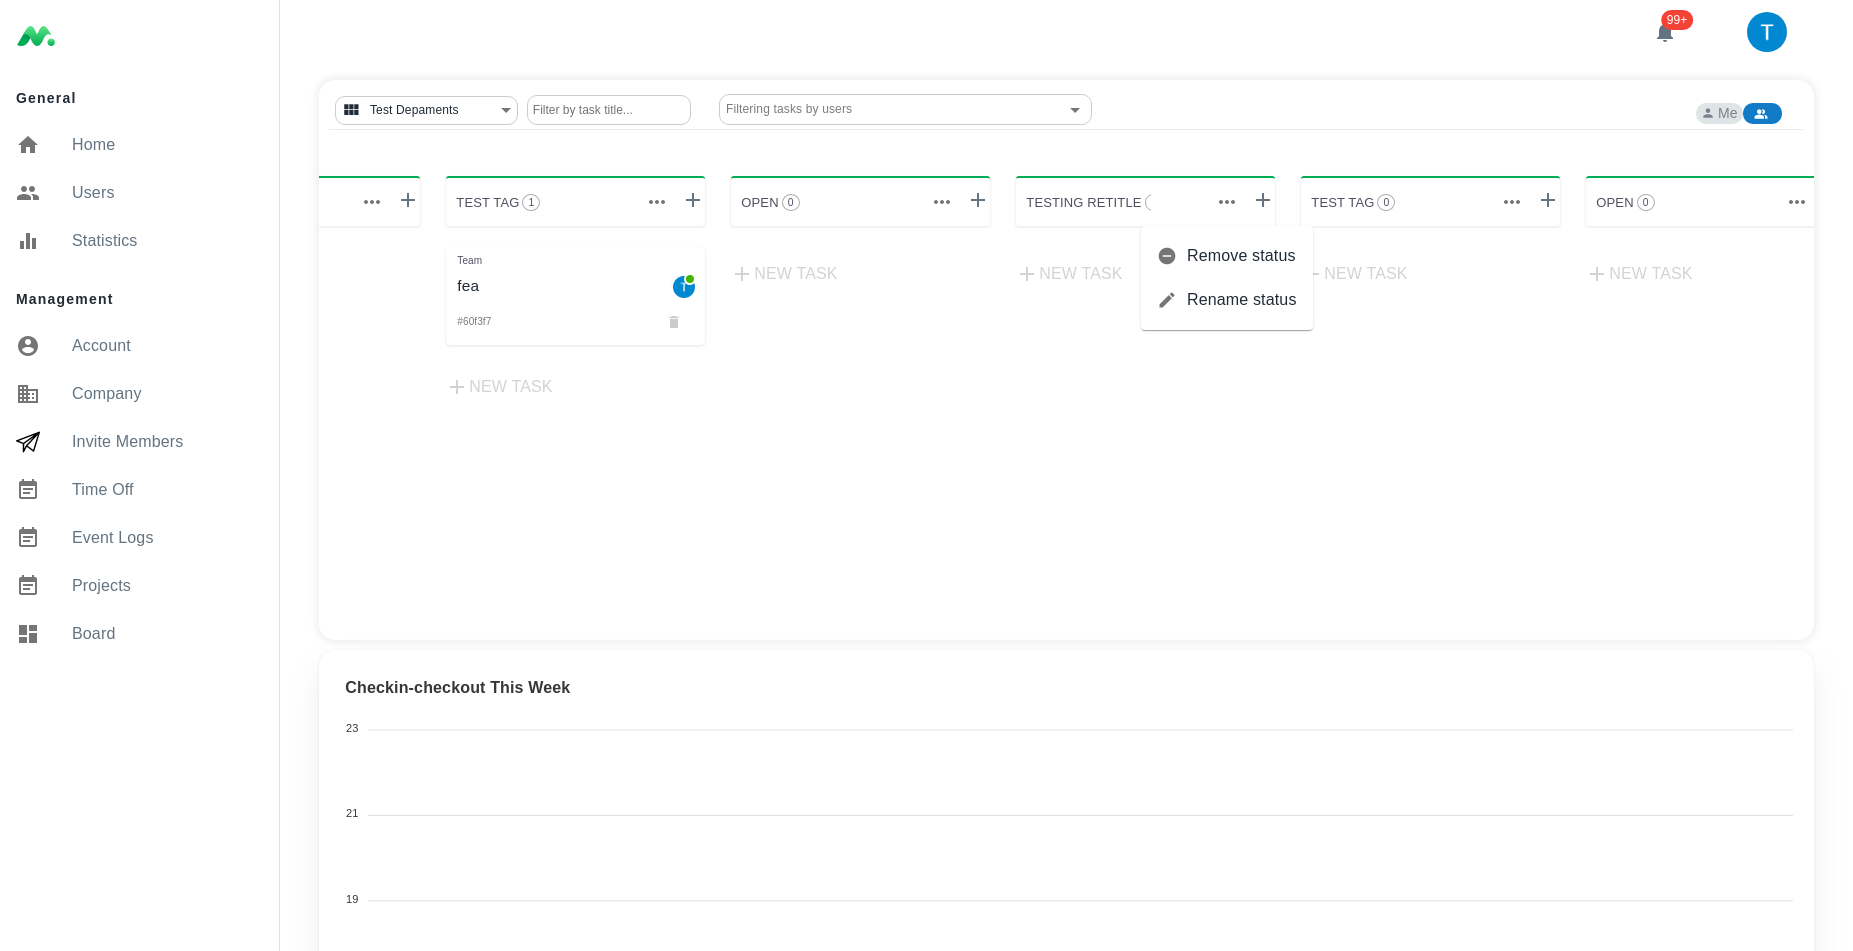 99+
T
General
Home
Users
Statistics
Management
Account
Company
Invite Members
Time Off
Event Logs
Projects
Board
Test Depaments
Filter by task title...
Filtering tasks by users
Me
TEST TAG 1
OPEN 0
TESTING RETITLE
TEST TAG 0
OPEN 0
Team
fea
T
#60f3f7
NEW TASK
NEW TASK
NEW TASK
NEW TASK
NEW TASK
Remove status
Rename status
Checkin-checkout This Week
23
21
19